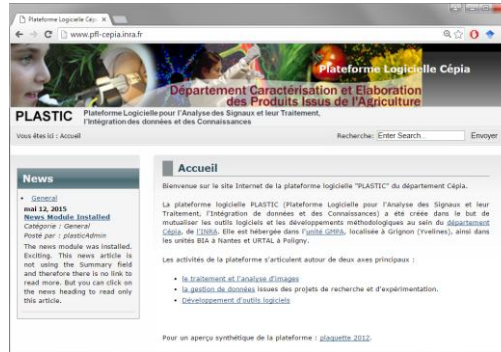 Plateforme Logicielle Cépi
www.pfl-cepia.inra.fr
Plateforme Logicielle Cépia
Département Caractérisation et Elaboration
des Produits Issus de l'Agriculture
PLASTIC
Plateforme Logicielle pour l'Analyse des Signaux et leur Traitement,
l'Intégration des données et des Connaissances
Vous êtes ici : Accueil
Recherche: Enter Search...
Envoyer
News
General
mai 12, 2015
News Module Installed
Catégorie : General
Posté par : plasticAdmin
The news module was installed.
Exciting. This news article is
not using the Summary field
and therefore there is no link to
read more. But you can click on
the news heading to read only
this article.
Accueil
Bienvenue sur le site Internet de la plateforme logicielle "PLASTIC" du département Cépia.
La plateforme logicielle PLASTIC (Plateforme Logicielle pour l'Analyse des Signaux et leur
Traitement, l'Intégration de données et des Connaissances) a été créée dans le but de
mutualiser les outils logiciels et les développements méthodologiques au sein du département
Cépia, de l'INRA. Elle est hébergée dans l'unité GMPA, localisée à Grignon (Yvelines), ainsi dans
les unités BIA à Nantes et URTAL à Poligny.
Les activités de la plateforme s'articulent autour de deux axes principaux :
le traitement et l'analyse d'images
la gestion de données issues des projets de recherche et d'expérimentation.
Développement d'outils logiciels
Pour un aperçu synthétique de la plateforme : plaquette 2012.